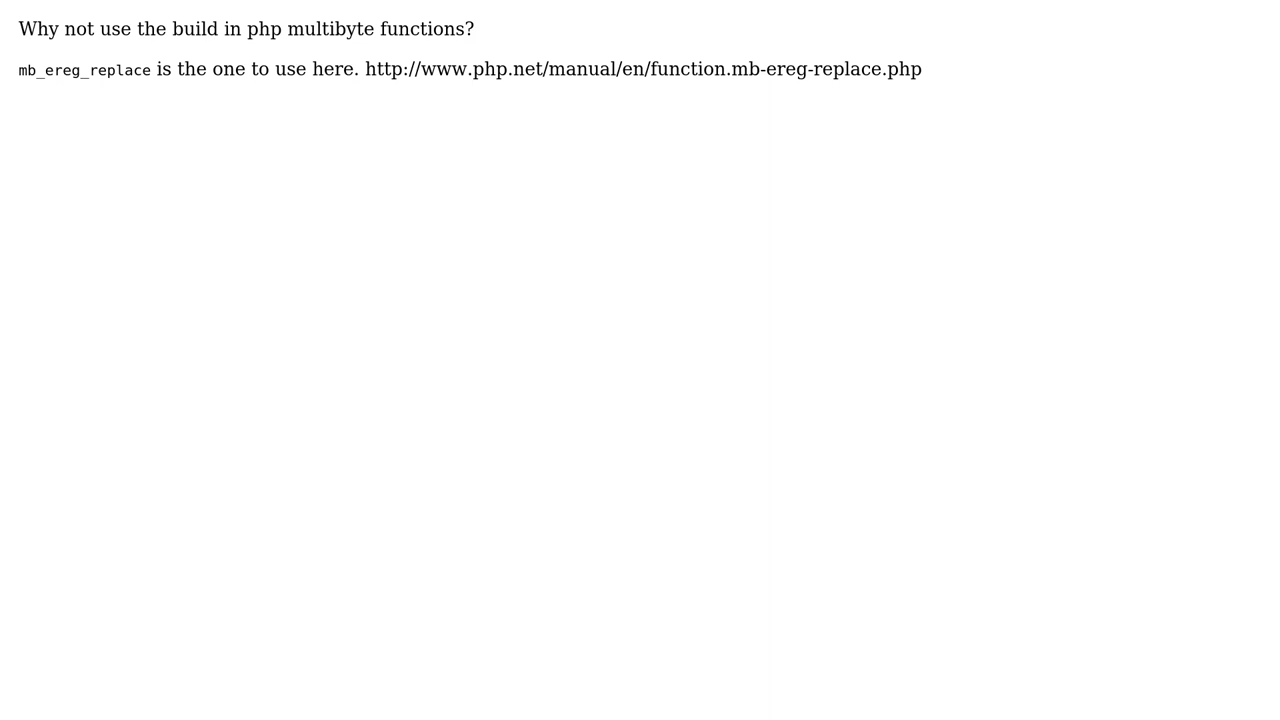 Why not use the build in php multibyte functions?
mb_ereg_replace is the one to use here. http://www.php.net/manual/en/function.mb-ereg-replace.php